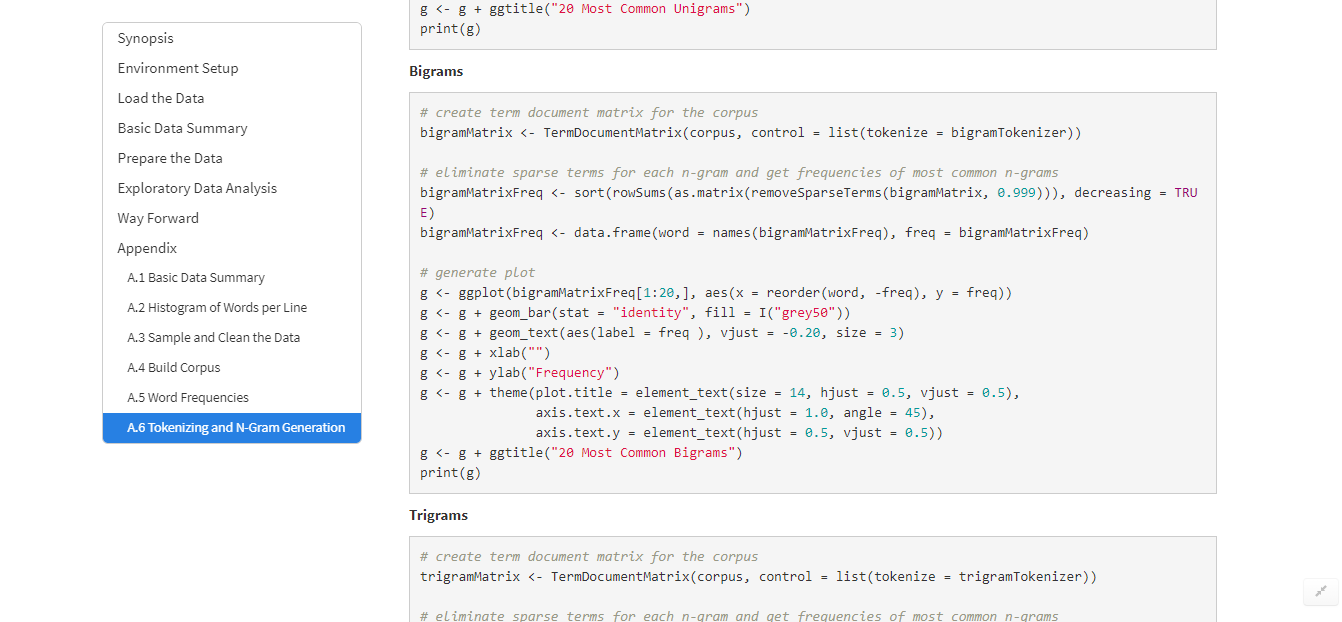 Synopsis
Environment Setup
Load the Data
Basic Data Summary
Prepare the Data
Exploratory Data Analysis
Way Forward
Appendix
A.1 Basic Data Summary
A.2 Histogram of Words per Line
A.3 Sample and Clean the Data
A.4 Build Corpus
A.5 Word Frequencies
A.6 Tokenizing and N-Gram Generation
g <- g + ggtitle("20 Most Common Unigrams")
print(g)
Bigrams
# create term document matrix for the corpus
bigramMatrix <- TermDocumentMatrix(corpus, control = list(tokenize = bigramTokenizer))
# eliminate sparse terms for each n-gram and get frequencies of most common n-grams
bigramMatrixFreq <- sort(rowSums(as.matrix(removeSparseTerms(bigramMatrix, 0.999))), decreasing = TRU
E)
bigramMatrixFreq <- data.frame(word = names(bigramMatrixFreq), freq = bigramMatrixFreq)
# generate plot
g <- ggplot(bigramMatrixFreq[1:20,], aes(x = reorder(word, -freq), y = freq))
g <- g + geom_bar(stat = "identity", fill = I("grey50"))
g <- g + geom_text(aes(label = freq ), vjust = -0.20, size = 3)
g <- g + xlab("")
g <- g + ylab("Frequency")
g <- g + theme(plot.title = element_text(size = 14, hjust = 0.5, vjust = 0.5),
axis.text.x = element_text(hjust = 1.0, angle = 45),
axis.text.y = element_text(hjust = 0.5, vjust = 0.5))
g <- g + ggtitle("20 Most Common Bigrams")
print(g)
Trigrams
# create term document matrix for the corpus
trigramMatrix <- TermDocumentMatrix(corpus, control = list(tokenize = trigramTokenizer))
# eliminate sparse terms for each n-gram and get frequencies of most common n-grams